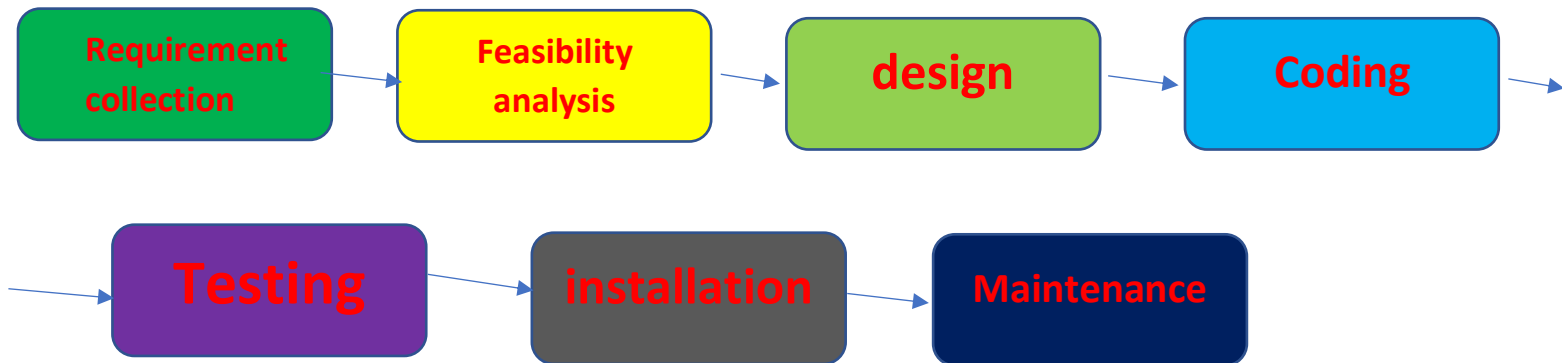 Requirement
collection
Feasibility
analysis
design
Coding
Testing
installation
Maintenance